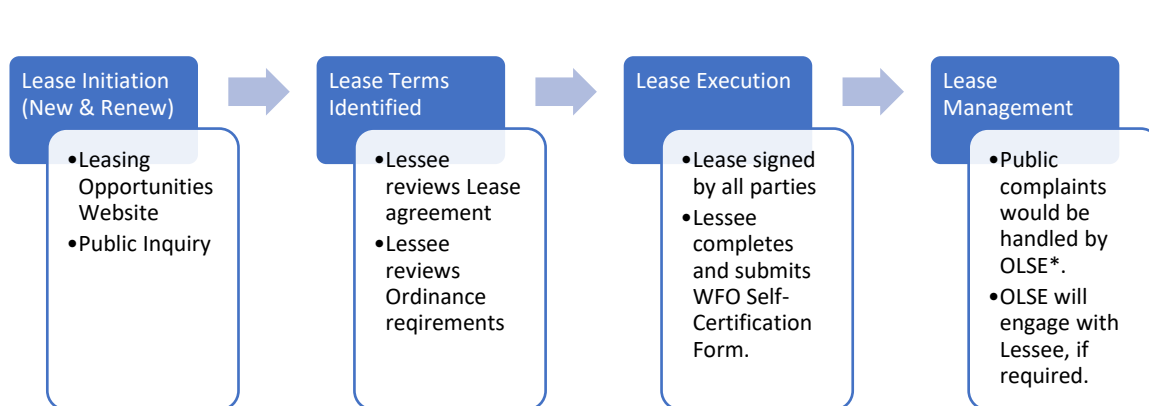 Lease Initiation
(New & Renew)
•Leasing
Opportunities
Website
•Public Inquiry
Lease Terms
Identified
•Lessee
reviews Lease
agreement
•Lessee
reviews
Ordinance
reqirements
Lease Execution
•Lease signed
by all parties
•Lessee
completes
and submits
WFO Self-
Certification
Form.
Lease
Management
•Public
complaints
would be
handled by
OLSE*.
•OLSE will
engage with
Lessee, if
required.